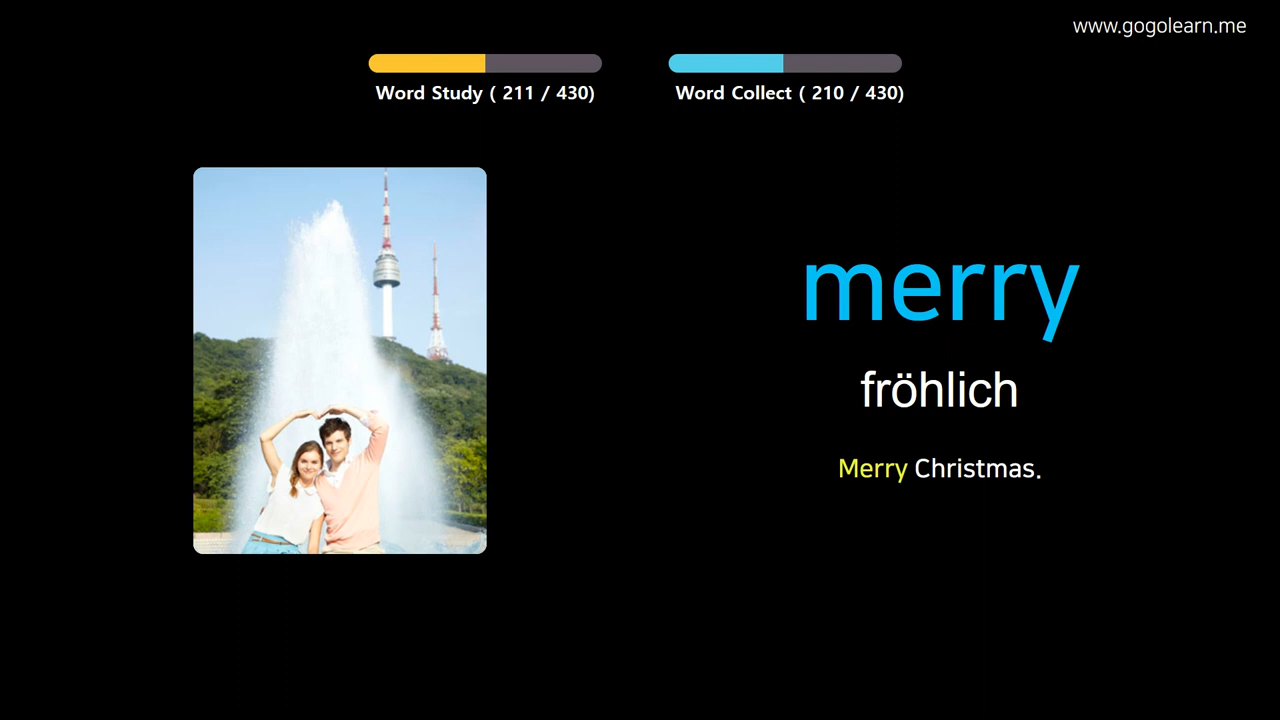 www.gogolearn.me
Word Study ( 211 / 430)
Word Collect ( 210 / 430)
merry
fröhlich
Merry Christmas.